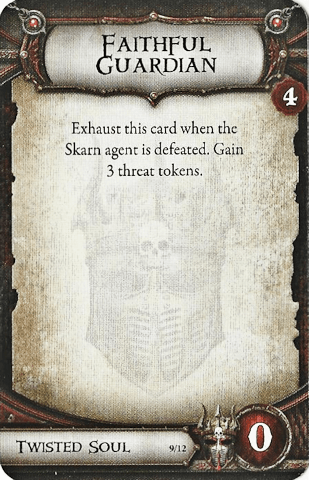 Faithful
Guardian
4
Exhaust this card when the
Skarn agent is defeated. Gain
3 threat tokens.
Twisted Soul
9/12
0